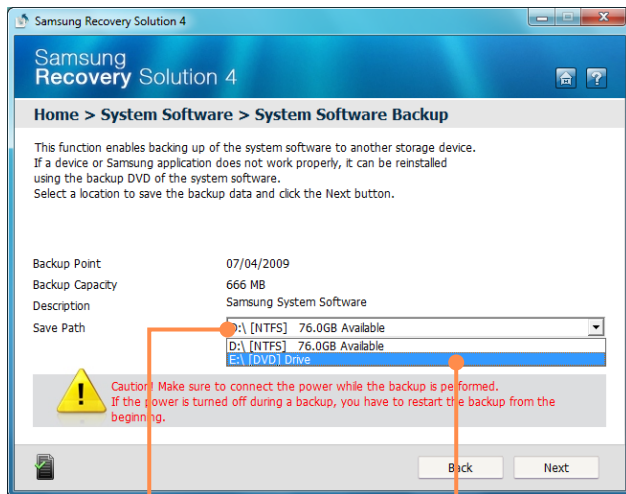 Samsung Recovery Solution 4
Samsung
Recovery Solution 4
Home > System Software > System Software Backup
This function enables backing up of the system software to another storage device.
If a device or Samsung application does not work properly, it can be reinstalled
using the backup DVD of the system software.
Select a location to save the backup data and click the Next button.
Backup Point 07/04/2009
Backup Capacity 666 MB
Description Samsung System Software
Save Path D:\ [NTFS] 76.0GB Available
D:\ [NTFS] 76.0GB Available
E:\ [DVD] Drive
Caution! Make sure to connect the power while the backup is performed.
If the power is turned off during a backup, you have to restart the backup from the
beginning.
Back Next